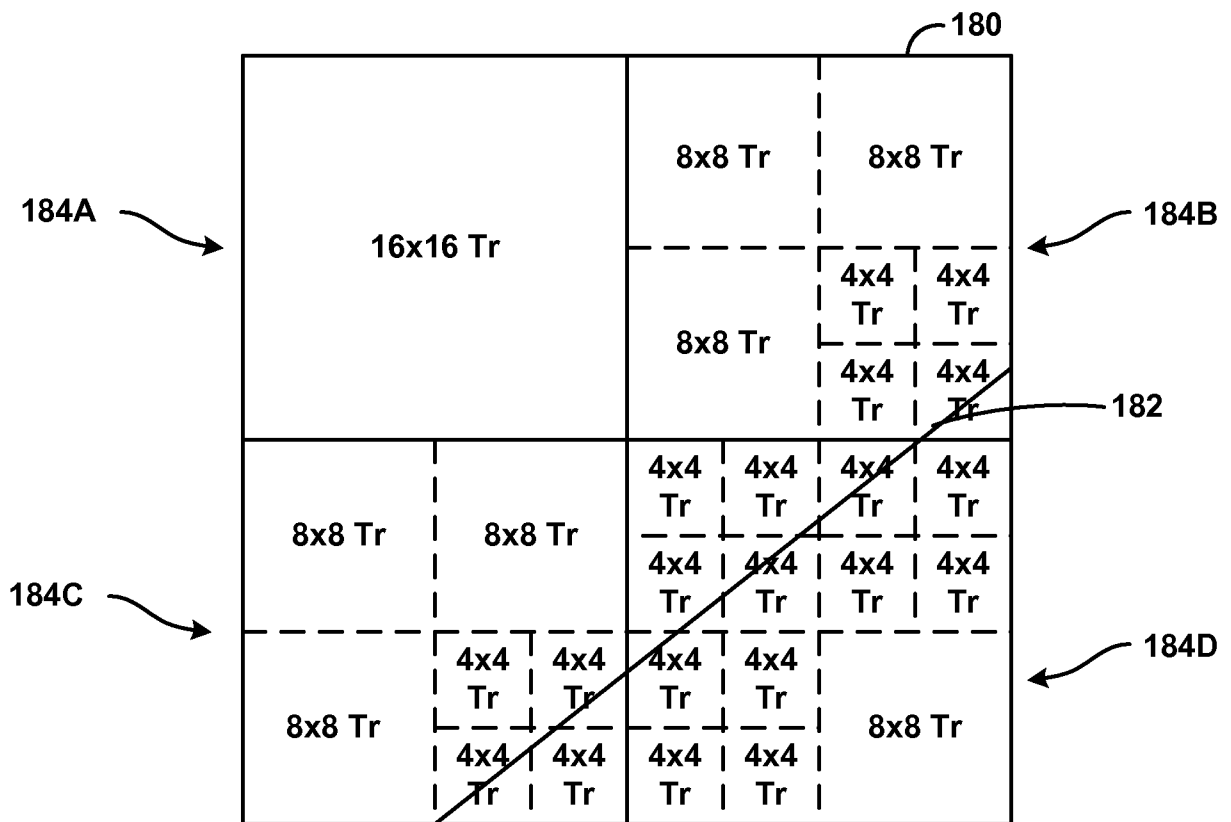 180
8x8 Tr 8x8 Tr
184A
184B
16x16 Tr
4x4 4x4
Tr Tr
8x8 Tr
4x4 4x4
Tr Tr
182
4x4 4x4 4x4 4x4
Tr Tr Tr Tr
8x8 Tr 8x8 Tr
4x4 4x4 4x4 4x4
Tr Tr Tr Tr
184C
184D
4x4 4x4 4x4 4x4
Tr Tr Tr Tr
8x8 Tr 8x8 Tr
4x4 4x4 4x4 4x4
Tr Tr Tr Tr